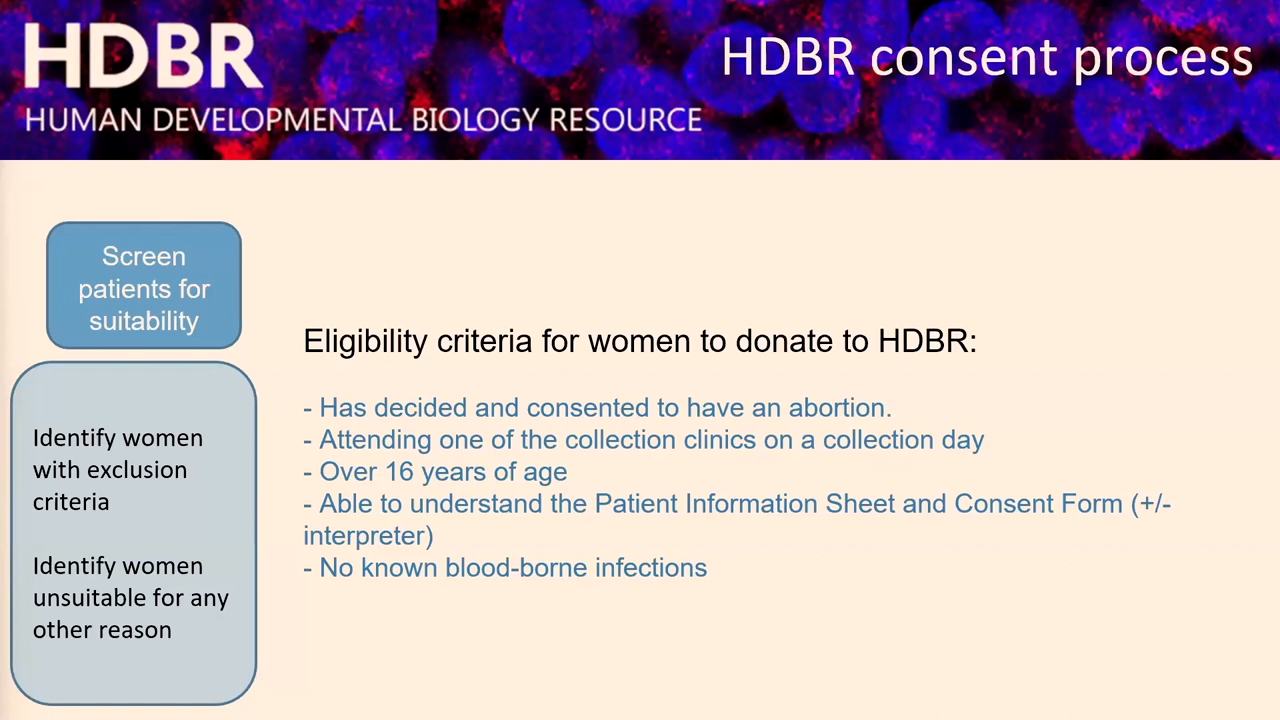 HDBR
HUMAN DEVELOPMENTAL BIOLOGY RESOURCE
HDBR consent process
Screen
patients for
suitability
Identify women
with exclusion
criteria
Identify women
unsuitable for any
other reason
Eligibility criteria for women to donate to HDBR:
- Has decided and consented to have an abortion.
- Attending one of the collection clinics on a collection day
- Over 16 years of age
- Able to understand the Patient Information Sheet and Consent Form (+/-
interpreter)
- No known blood-borne infections